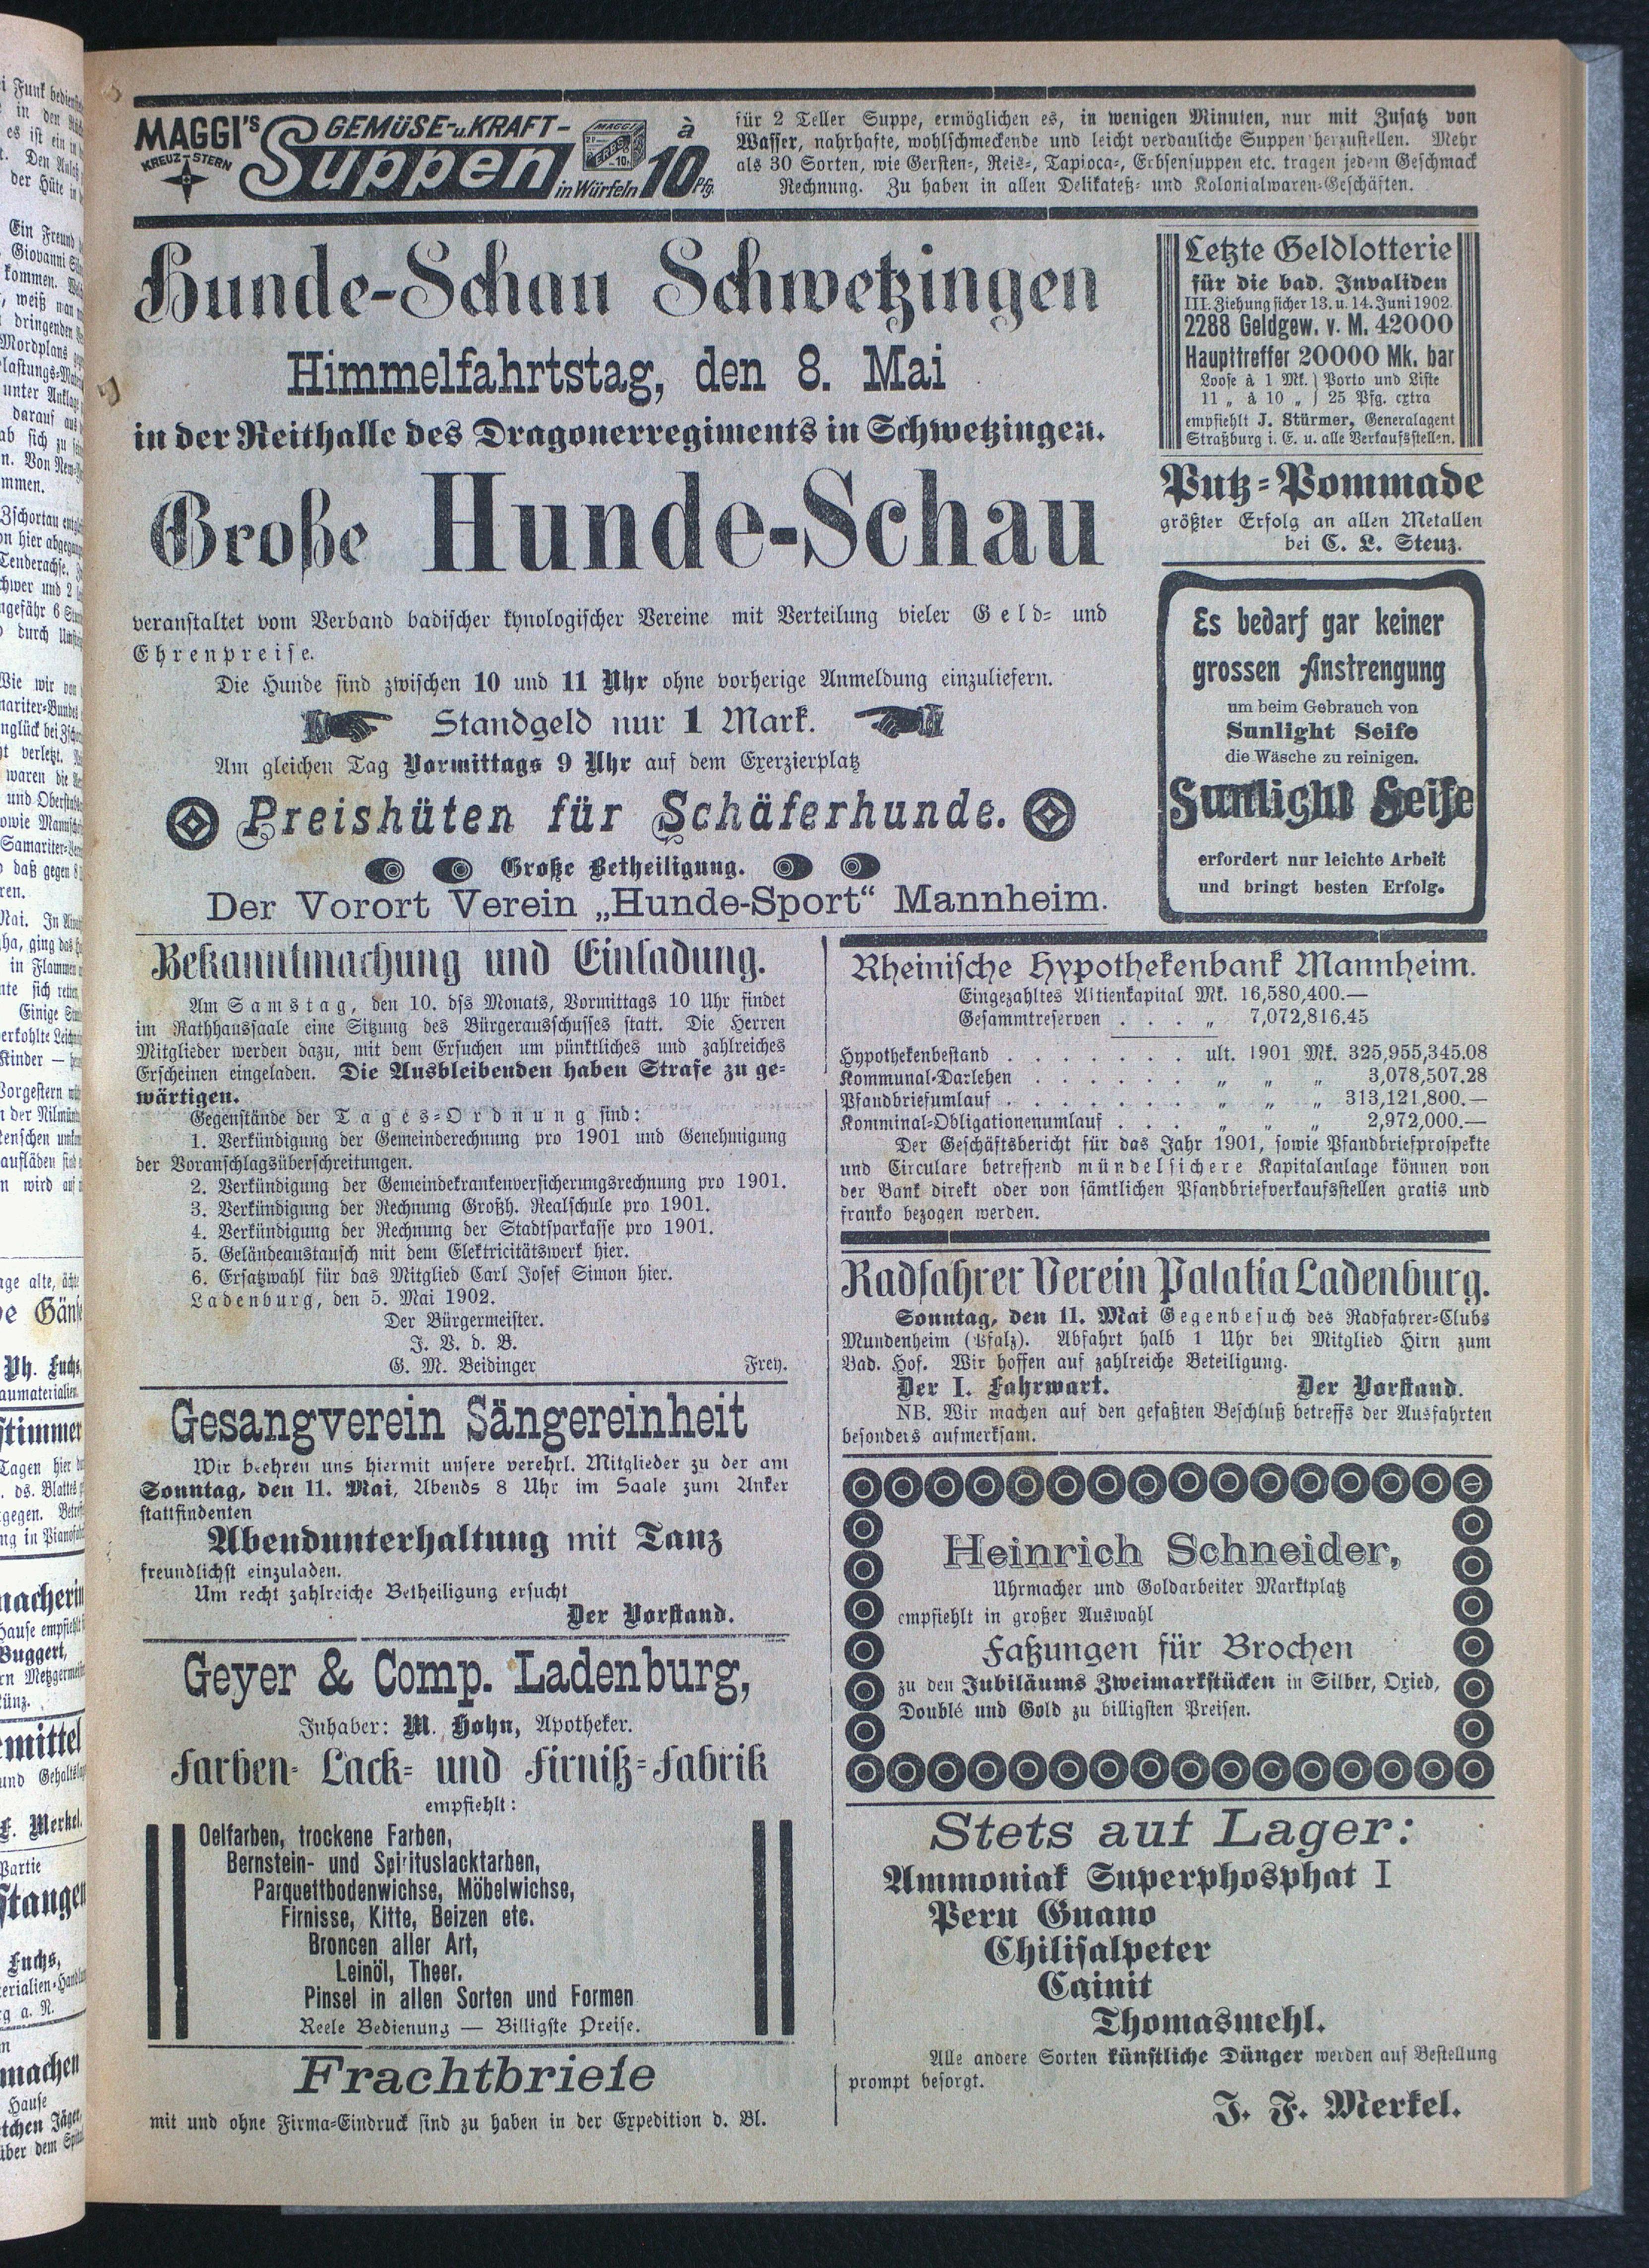 MAGGI'S
KREUZ-STERN
GEMÜSE-u. KRAFT-
Suppen
in Würfeln
à
10 Pfg.
für 2 Teller Suppe, ermöglichen es, in wenigen Minuten, nur mit Zusatz von
Wasser, nahrhafte, wohlschmeckende und leicht verdauliche Suppen herzustellen. Mehr
als 30 Sorten, wie Gersten-, Reis-, Tapioca-, Erbsensuppen etc. tragen jedem Geschmack
Rechnung. Zu haben in allen Delikateß- und Kolonialwaren-Geschäften.
Hunde-Schau Schwetzingen
Himmelfahrtstag, den 8. Mai
in der Reithalle des Dragonerregiments in Schwetzingen.
Große Hunde-Schau
veranstaltet vom Verband badischer kynologischer Vereine mit Verteilung vieler Geld- und
Ehrenpreise.
Die Hunde sind zwischen 10 und 11 Uhr ohne vorherige Anmeldung einzuliefern.
Standgeld nur 1 Mark.
Am gleichen Tag Vormittags 9 Uhr auf dem Exerzierplatz
Preishüten für Schäferhunde.
Große Betheiligung.
Der Vorort Verein „Hunde-Sport“ Mannheim.
Letzte Geldlotterie
für die bad. Invaliden
III. Ziehung sicher 13. u. 14. Juni 1902.
2288 Geldgew. v. M. 42000
Haupttreffer 20000 Mk. bar
Loose à 1 Mk. } Porto und Liste
11 „ à 10 „ } 25 Pfg. extra
empfiehlt J. Stürmer, Generalagent
Straßburg i. E. u. alle Verkaufsstellen.
Putz-Pommade
größter Erfolg an allen Metallen
bei C. L. Stenz.
Es bedarf gar keiner
grossen Anstrengung
um beim Gebrauch von
Sunlight Seife
die Wäsche zu reinigen.
Sunlight Seife
erfordert nur leichte Arbeit
und bringt besten Erfolg.
Bekanntmachung und Einladung.
Am Samstag, den 10. dss Monats, Vormittags 10 Uhr findet
im Rathhaussaale eine Sitzung des Bürgerausschusses statt. Die Herren
Mitglieder werden dazu, mit dem Ersuchen um pünktliches und zahlreiches
Erscheinen eingeladen. Die Ausbleibenden haben Strafe zu ge-
wärtigen.
Gegenstände der Tages-Ordnung sind:
1. Verkündigung der Gemeinderechnung pro 1901 und Genehmigung
der Voranschlagsüberschreitungen.
2. Verkündigung der Gemeindekrankenversicherungsrechnung pro 1901.
3. Verkündigung der Rechnung Großh. Realschule pro 1901.
4. Verkündigung der Rechnung der Stadtsparkasse pro 1901.
5. Geländeaustausch mit dem Elektricitätswerk hier.
6. Ersatzwahl für das Mitglied Carl Josef Simon hier.
Ladenburg, den 5. Mai 1902.
Der Bürgermeister.
J. V. d. B.
G. M. Beidinger Frey.
Gesangverein Sängereinheit
Wir beehren uns hiermit unsere verehrl. Mitglieder zu der am
Sonntag, den 11. Mai, Abends 8 Uhr im Saale zum Anker
stattfindenten
Abendunterhaltung mit Tanz
freundlichst einzuladen.
Um recht zahlreiche Betheiligung ersucht
Der Vorstand.
Geyer & Comp. Ladenburg,
Inhaber: M. Hohn, Apotheker.
Farben- Lack- und Firniß-Fabrik
empfiehlt:
Oelfarben, trockene Farben,
Bernstein- und Spirituslackfarben,
Parquettbodenwichse, Möbelwichse,
Firnisse, Kitte, Beizen etc.
Broncen aller Art,
Leinöl, Theer.
Pinsel in allen Sorten und Formen
Reele Bedienung — Billigste Preise.
Frachtbriefe
mit und ohne Firma-Eindruck sind zu haben in der Expedition d. Bl.
Rheinische Hypothekenbank Mannheim.
Eingezahltes Aktienkapital Mk. 16,580,400.—
Gesammtreserven . . . „ 7,072,816.45
Hypothekenbestand . . . . . . . ult. 1901 Mk. 325,955,345.08
Kommunal-Darlehen . . . . . . „ „ „ 3,078,507.28
Pfandbriefumlauf . . . . . . . „ „ „ 313,121,800.—
Komminal-Obligationenumlauf . . . „ „ „ 2,972,000.—
Der Geschäftsbericht für das Jahr 1901, sowie Pfandbriefprospekte
und Circulare betreffend mündelsichere Kapitalanlage können von
der Bank direkt oder von sämtlichen Pfandbriefverkaufsstellen gratis und
franko bezogen werden.
Radfahrer Verein Palatia Ladenburg.
Sonntag, den 11. Mai Gegenbesuch des Radfahrer-Clubs
Mundenheim (Pfalz). Abfahrt halb 1 Uhr bei Mitglied Hirn zum
Bad. Hof. Wir hoffen auf zahlreiche Beteiligung.
Der I. Fahrwart. Der Vorstand.
NB. Wir machen auf den gefaßten Beschluß betreffs der Ausfahrten
besonders aufmerksam.
Heinrich Schneider,
Uhrmacher und Goldarbeiter Marktplatz
empfiehlt in großer Auswahl
Faßungen für Brochen
zu den Jubiläums Zweimarkstücken in Silber, Oxied,
Doublé und Gold zu billigsten Preisen.
Stets auf Lager:
Ammoniak Superphosphat I
Peru Guano
Chilisalpeter
Cainit
Thomasmehl.
Alle andere Sorten künstliche Dünger werden auf Bestellung
prompt besorgt.
J. F. Merkel.